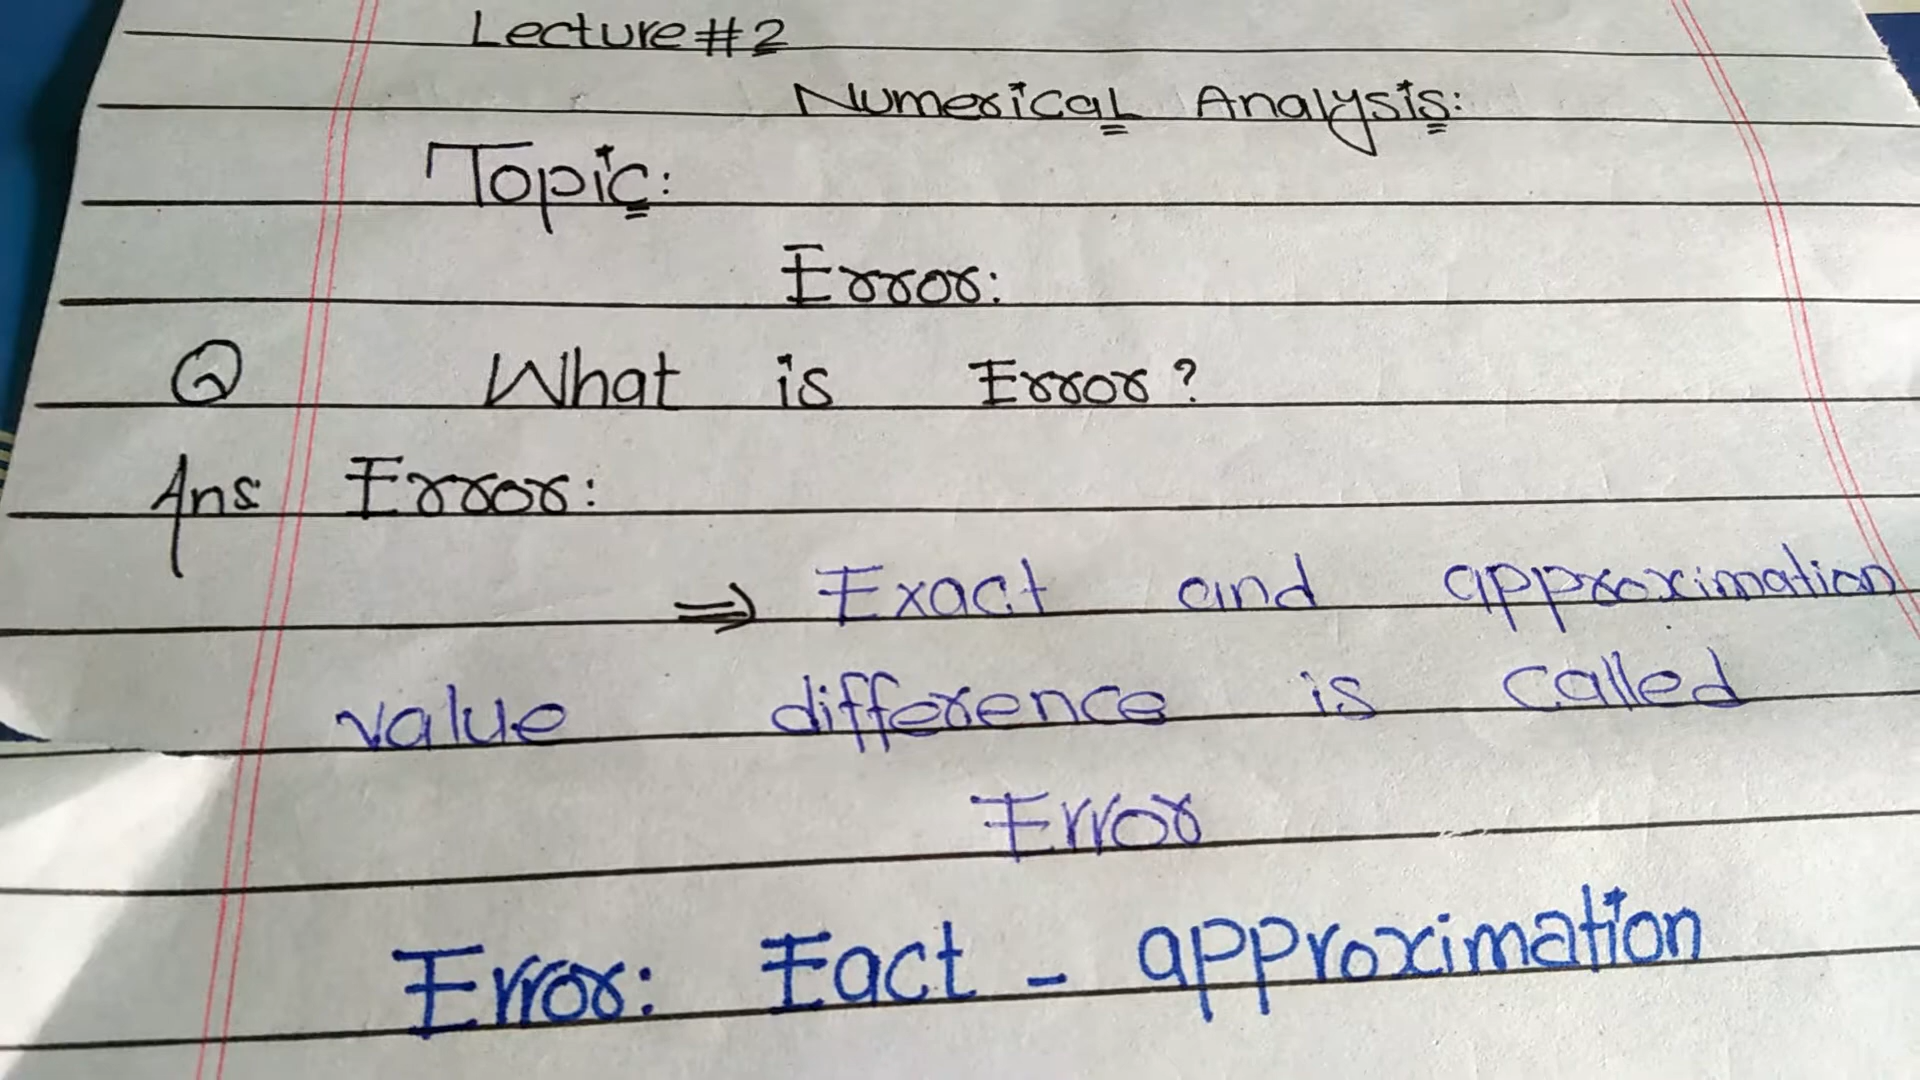 Lecture #2
Numerical Analysis:
Topic:
Error:
Q What is Error?
Ans Error:
⇒ Exact and approximation
value difference is called
Error
Error: Eact - approximation